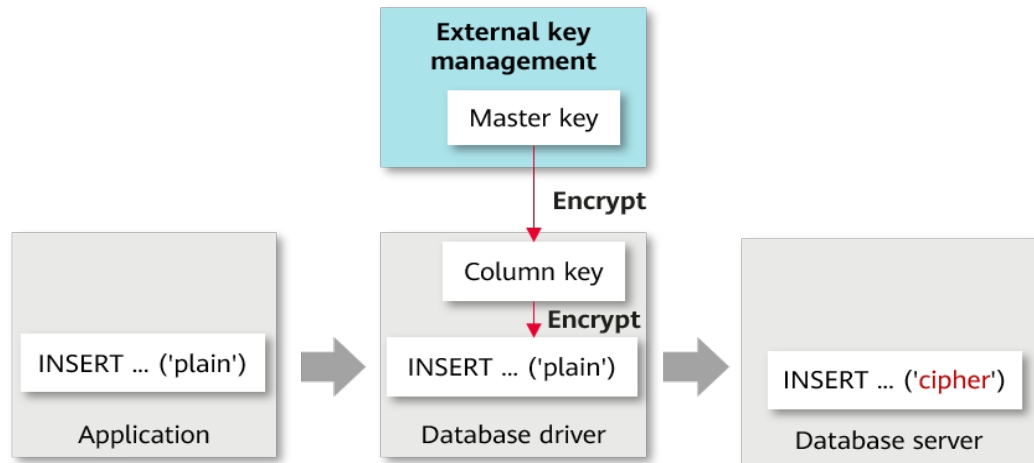 External key
management
Master key
Encrypt
Column key
Encrypt
INSERT ... ('plain')
INSERT ... ('plain')
INSERT ... ('cipher')
Application
Database driver
Database server